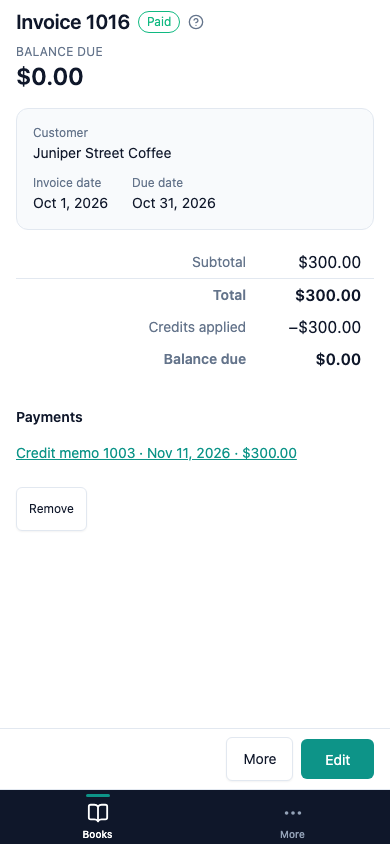 Invoice 1016 Paid
BALANCE DUE
$0.00
Customer
Juniper Street Coffee
Invoice date Due date
Oct 1, 2026 Oct 31, 2026
Subtotal $300.00
Total $300.00
Credits applied –$300.00
Balance due $0.00
Payments
Credit memo 1003 · Nov 11, 2026 · $300.00
Remove
More Edit
Books More